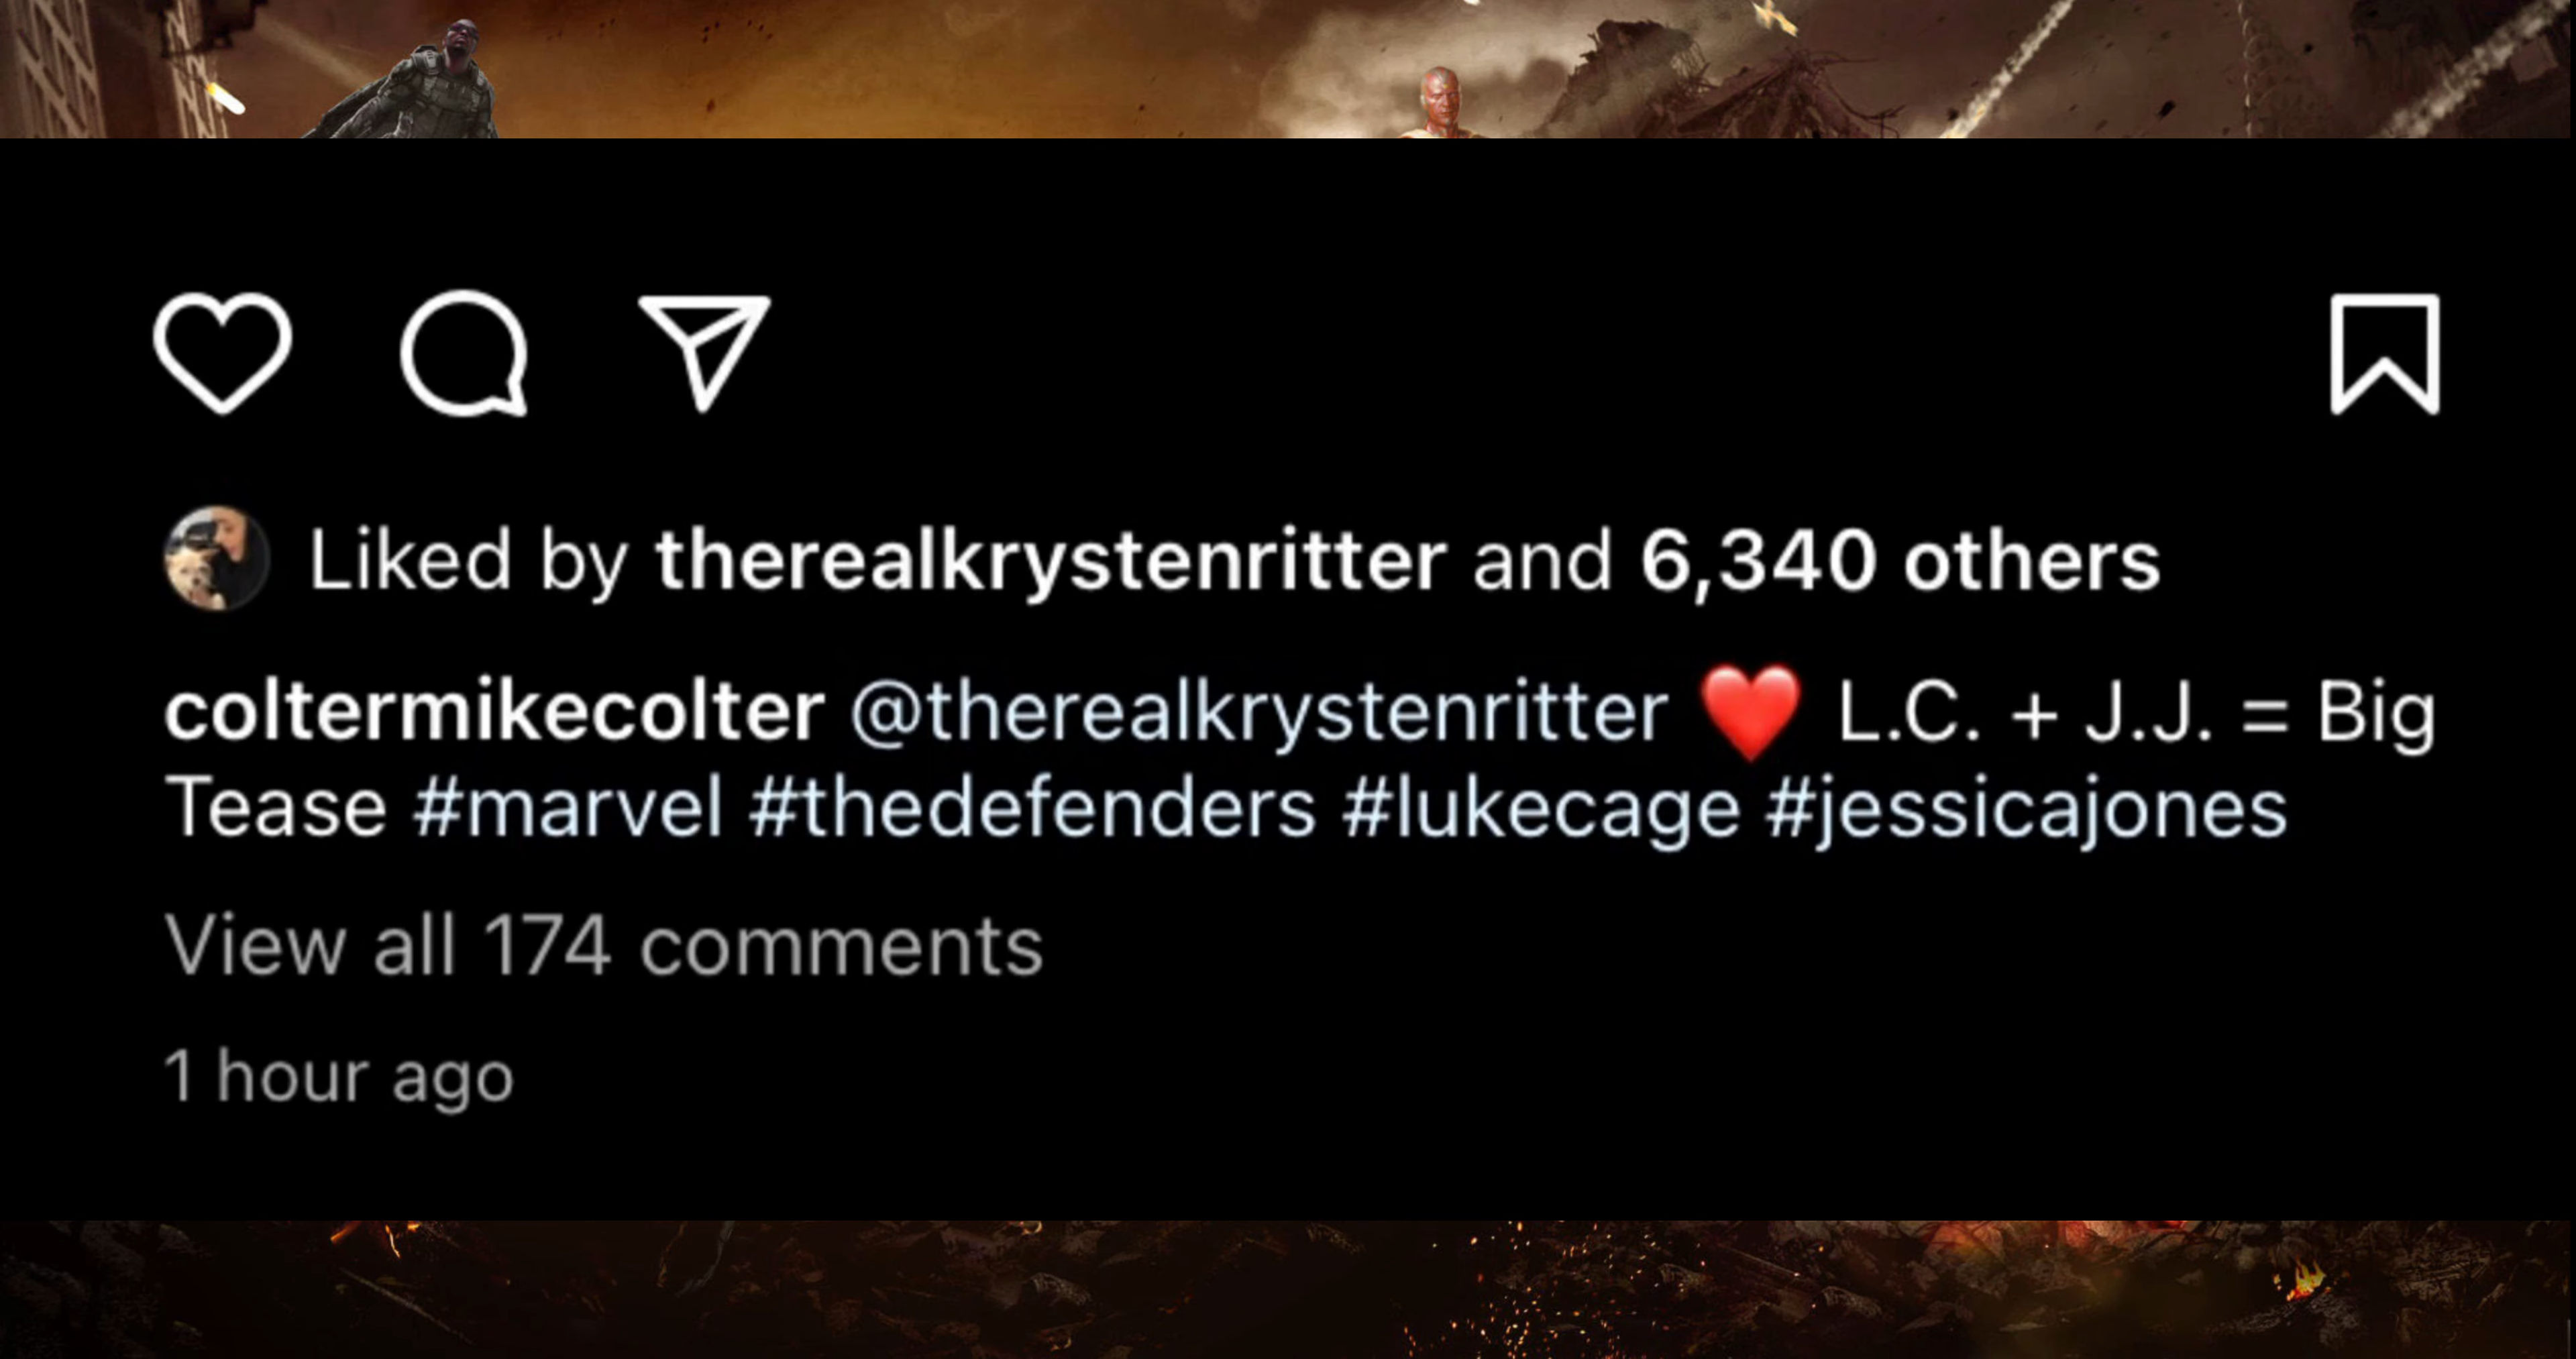 Liked by therealkrystenritter and 6,340 others
coltermikecolter @therealkrystenritter ❤️ L.C. + J.J. = Big
Tease #marvel #thedefenders #lukecage #jessicajones
View all 174 comments
1 hour ago